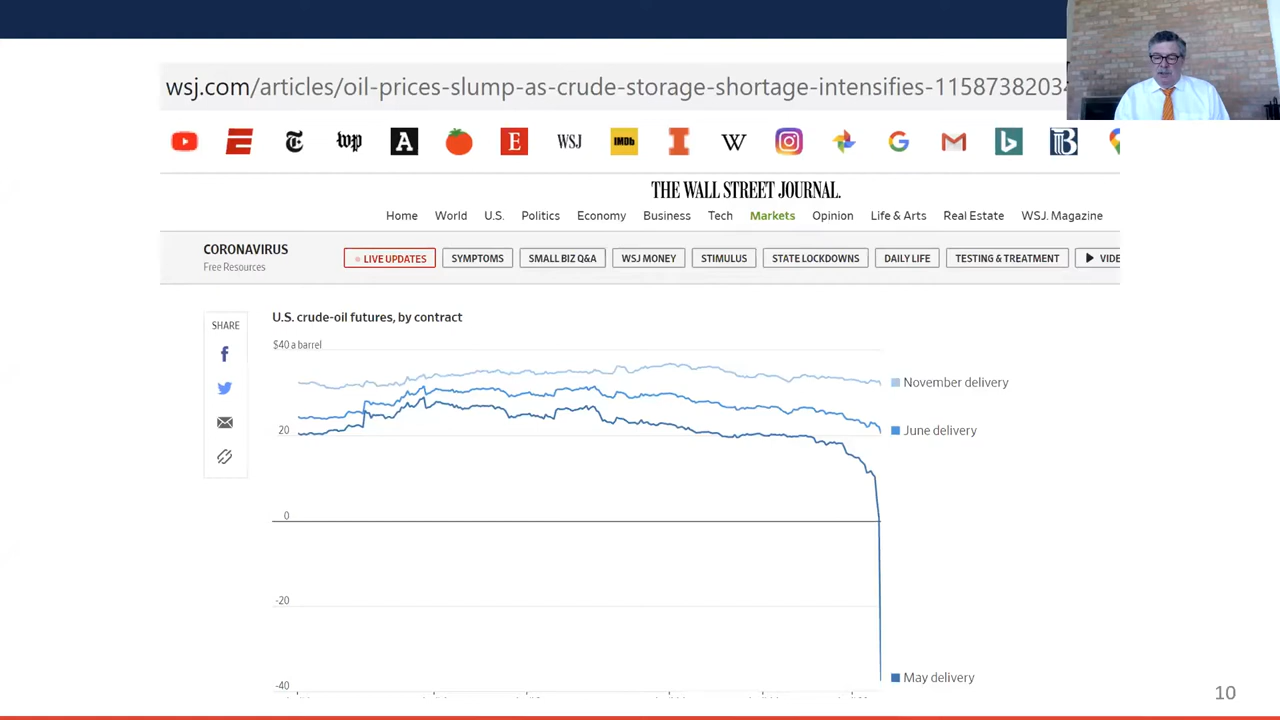 wsj.com/articles/oil-prices-slump-as-crude-storage-shortage-intensifies-1158738203
E T wp A E WSJ IMDb I W G M b B
THE WALL STREET JOURNAL.
Home World U.S. Politics Economy Business Tech Markets Opinion Life & Arts Real Estate WSJ. Magazine
CORONAVIRUS
Free Resources
LIVE UPDATES SYMPTOMS SMALL BIZ Q&A WSJ MONEY STIMULUS STATE LOCKDOWNS DAILY LIFE TESTING & TREATMENT VIDE
SHARE
U.S. crude-oil futures, by contract
$40 a barrel
November delivery
20
June delivery
0
-20
May delivery
-40
10